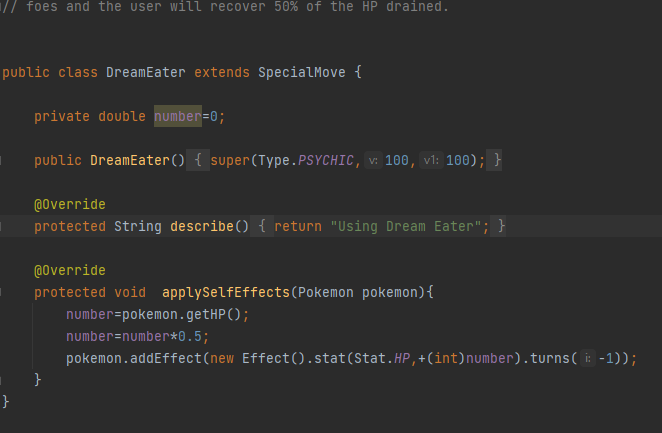 // foes and the user will recover 50% of the HP drained.
public class DreamEater extends SpecialMove {
private double number=0;
public DreamEater() { super(Type.PSYCHIC, v: 100, v1: 100); }
@Override
protected String describe() { return "Using Dream Eater"; }
@Override
protected void  applySelfEffects(Pokemon pokemon){
number=pokemon.getHP();
number=number*0.5;
pokemon.addEffect(new Effect().stat(Stat.HP,+(int)number).turns( i: -1));
}
}